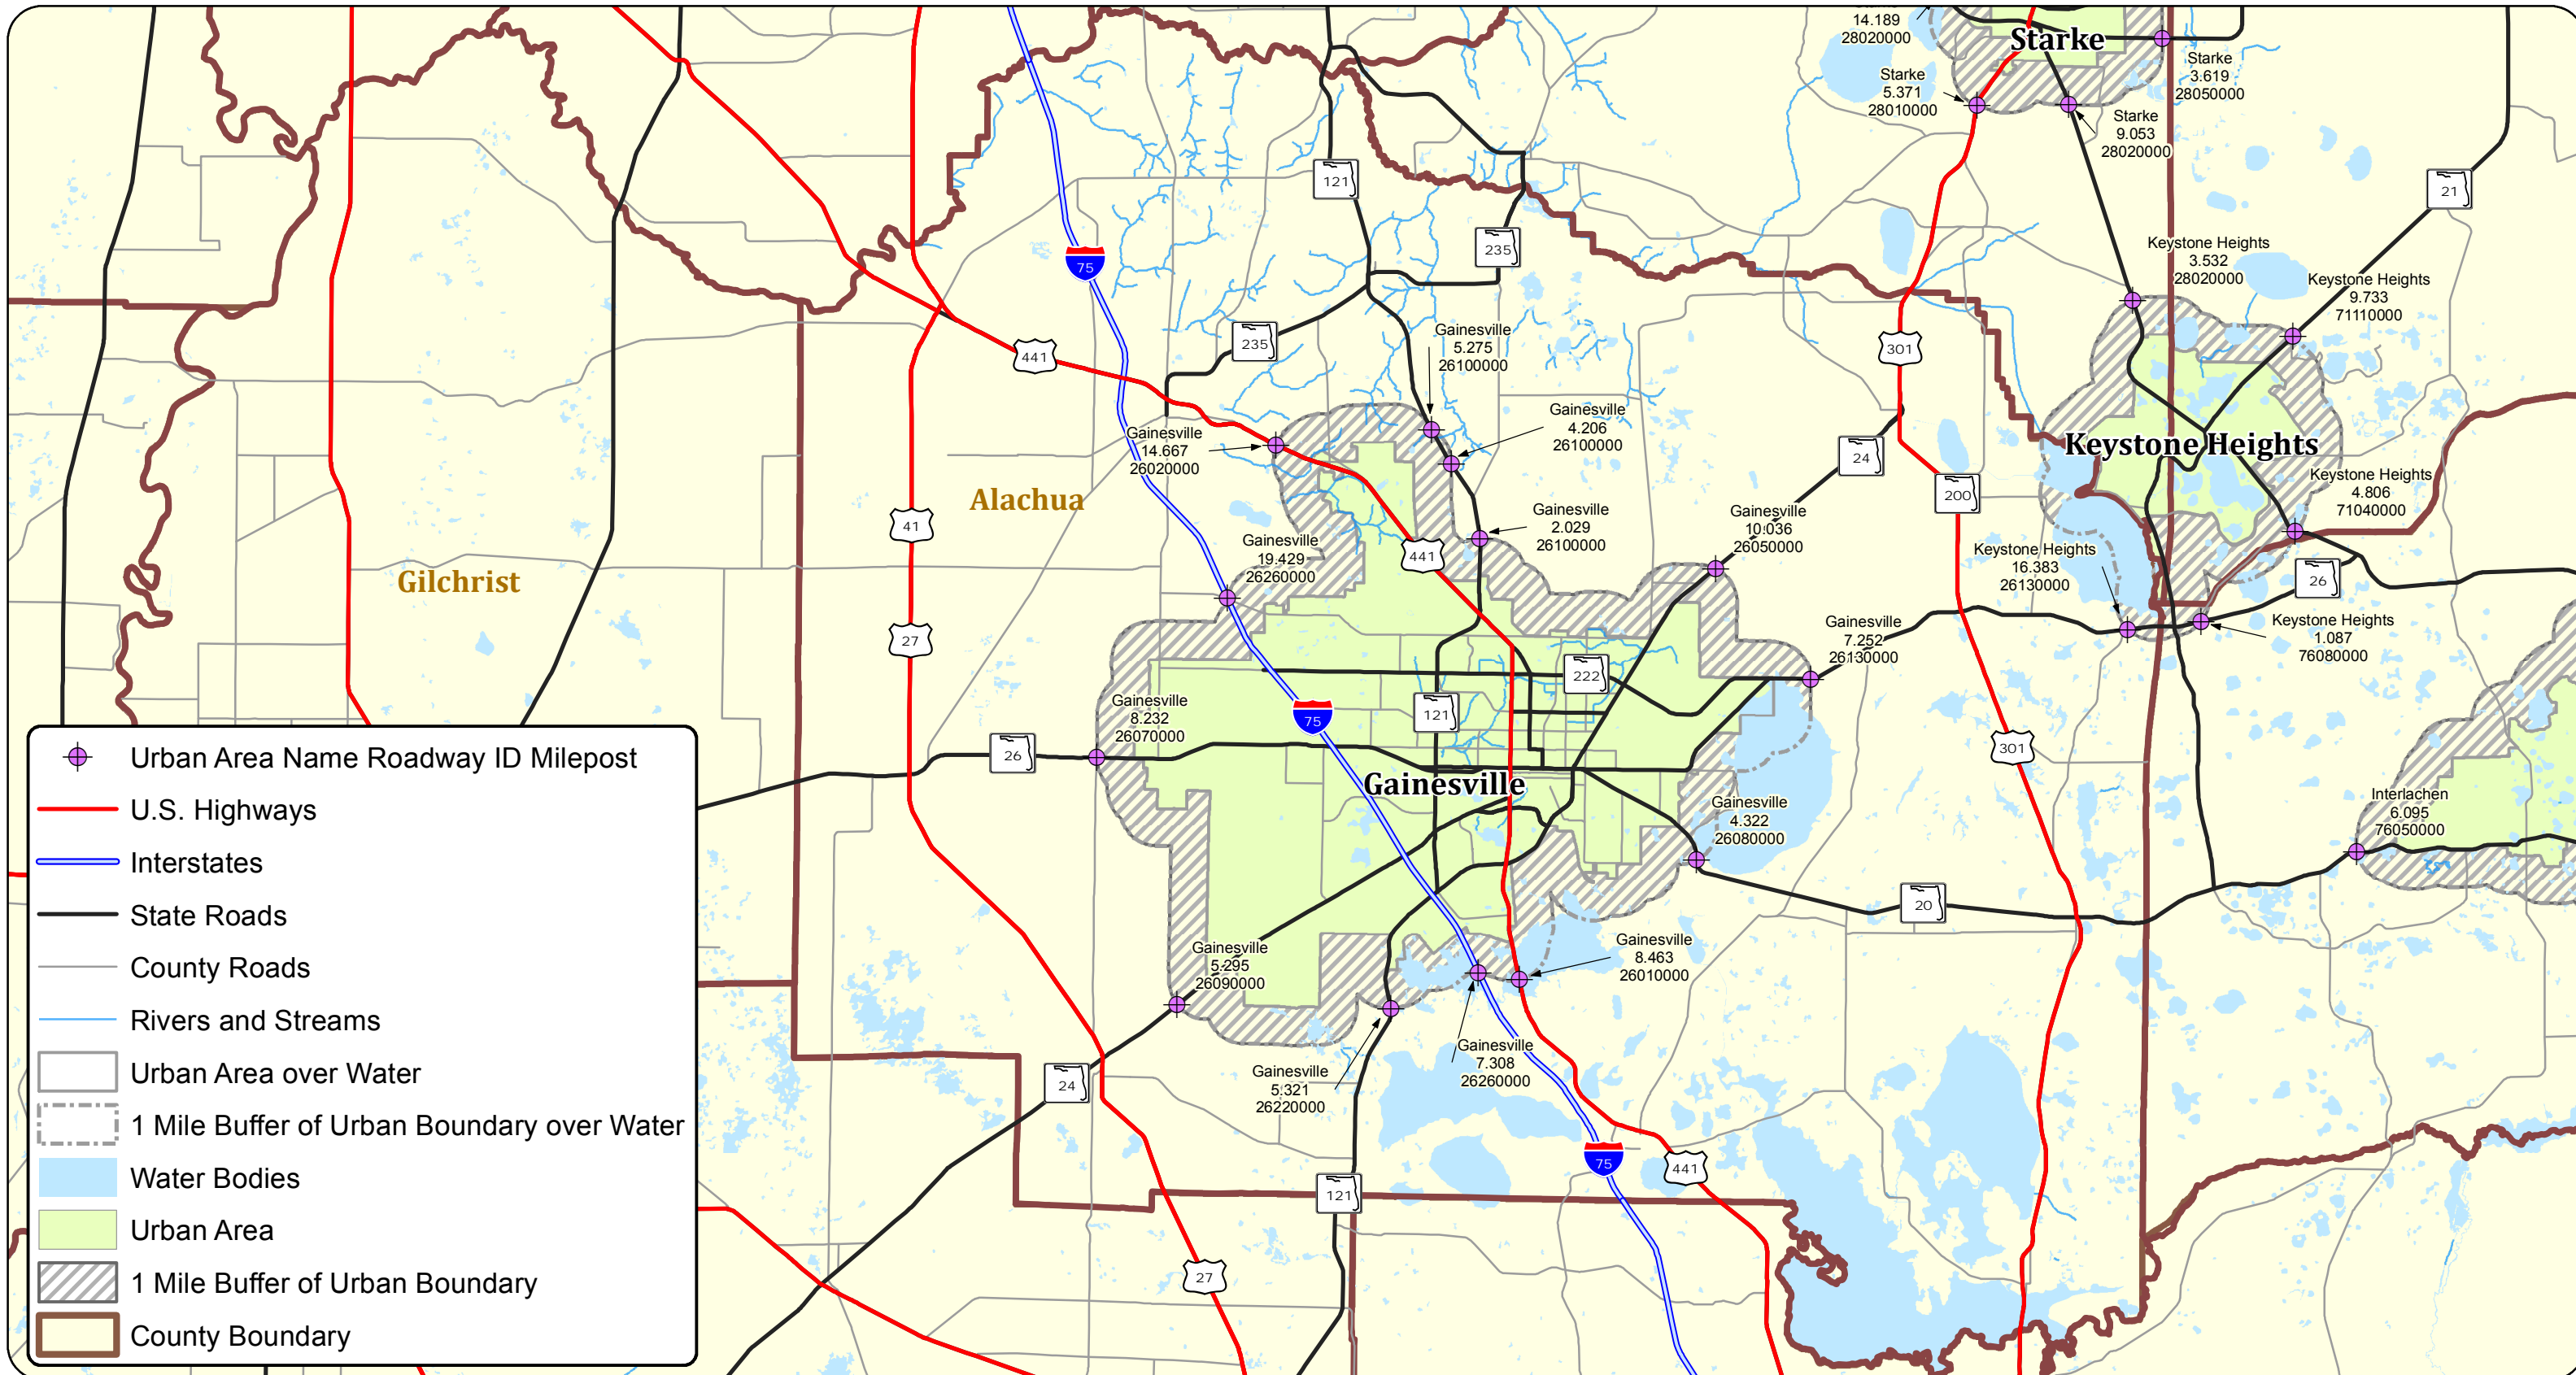 14.189
28020000
Starke
Starke
3.619
28050000
Starke
5.371
28010000
Starke
9.053
28020000
121
21
235
75
Keystone Heights
3.532
28020000
Keystone Heights
9.733
71110000
235
441
Gainesville
5.275
26100000
301
Gainesville
4.206
26100000
Gainesville
14.667
26020000
Keystone Heights
24
Alachua
200
Keystone Heights
4.806
71040000
41
Gainesville
2.029
26100000
Gainesville
10.036
26050000
Gainesville
19.429
26260000
441
Keystone Heights
16.383
26130000
Gilchrist
26
27
Gainesville
7.252
26130000
Keystone Heights
1.087
76080000
222
Gainesville
8.232
26070000
121
75
301
26
Gainesville
Interlachen
6.095
76050000
Gainesville
4.322
26080000
20
Gainesville
5.295
26090000
Gainesville
8.463
26010000
Gainesville
7.308
26260000
Gainesville
5.321
26220000
24
75
441
121
27
Urban Area Name Roadway ID Milepost
U.S. Highways
Interstates
State Roads
County Roads
Rivers and Streams
Urban Area over Water
1 Mile Buffer of Urban Boundary over Water
Water Bodies
Urban Area
1 Mile Buffer of Urban Boundary
County Boundary